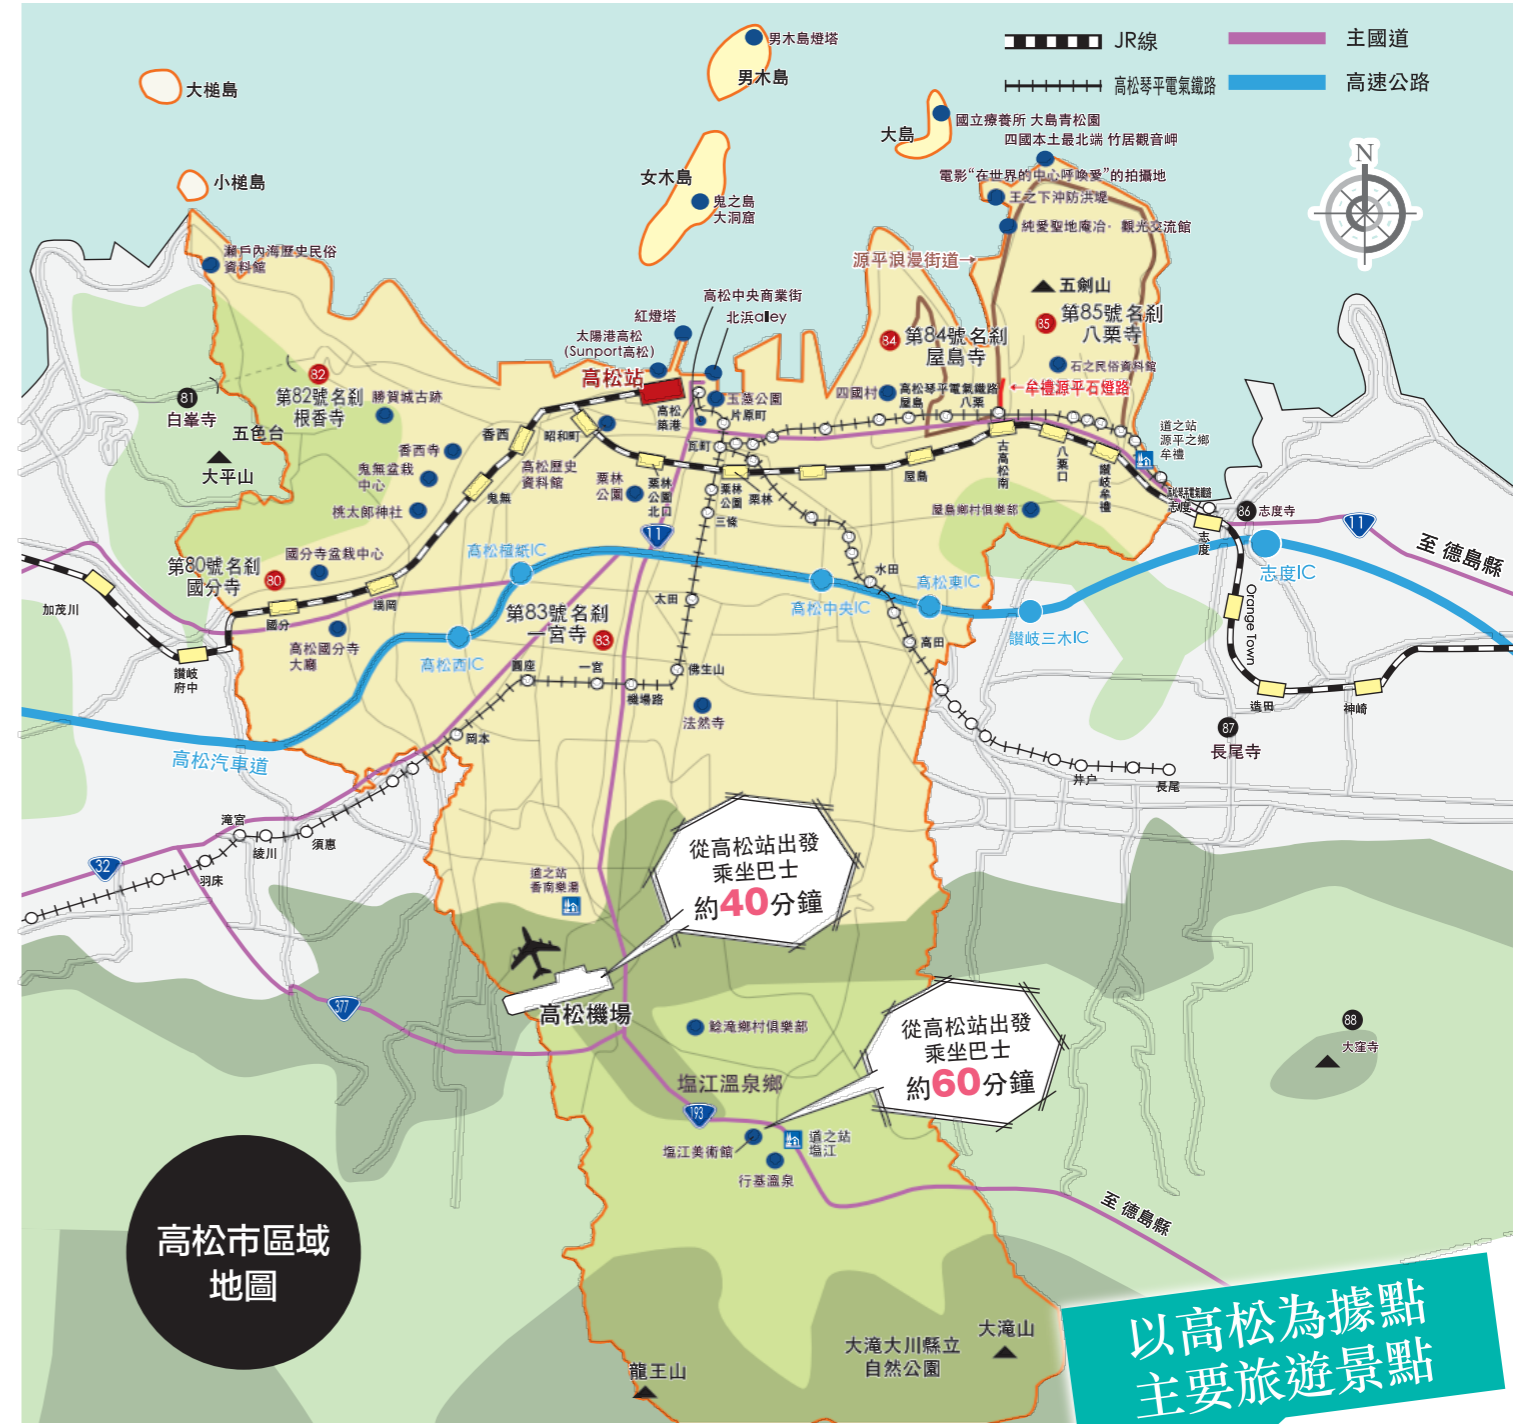 JR線
主國道
高松琴平電氣鐵路
高速公路
N
大槌島
小槌島
男木島燈塔
男木島
女木島
鬼之島
大洞窟
大島
國立療養所 大島青松園
四國本土最北端 竹居觀音岬
電影“在世界的中心呼喚愛”的拍攝地
王之下沖防洪堤
純愛聖地庵治· 觀光交流館
源平浪漫街道→
五劍山
85
第85號名剎
八栗寺
84
第84號名剎
屋島寺
石之民俗資料館
←牟禮源平石燈路
四國村
高松琴平電氣鐵路
屋島
八栗
瀨戶內海歷史民俗
資料館
高松中央商業街
北浜alley
紅燈塔
太陽港高松
(Sunport高松)
高松站
高松
築港
玉藻公園
片原町
瓦町
82
第82號名剎
根香寺
81
白峯寺
五色台
大平山
勝賀城古跡
香西寺
鬼無盆栽
中心
桃太郎神社
香西
鬼無
昭和町
高松歷史
資料館
栗林
公園
栗林
公園
北口
栗林
公園
栗林
三條
屋島
古高松南
八栗口
讚岐牟禮
道之站
源平之鄉
牟禮
志度
志度
86
志度寺
11
至 德島縣
志度IC
屋島鄉村俱樂部
80
第80號名剎
國分寺
國分寺盆栽中心
高松檀紙IC
11
加茂川
國分
端岡
讚岐
府中
高松國分寺
大廳
高松西IC
第83號名剎
一宮寺
83
太田
水田
高松中央IC
高松東IC
讚岐三木IC
高田
圓座
一宮
機場路
佛生山
法然寺
岡本
高松汽車道
Orange Town
造田
神崎
87
長尾寺
井户
長尾
32
滝宮
綾川
須惠
羽床
道之站
香南樂湯
從高松站出發
乘坐巴士
約40分鐘
高松機場
377
鮎滝鄉村俱樂部
從高松站出發
乘坐巴士
約60分鐘
塩江溫泉鄉
193
塩江美術館
道之站
塩江
行基溫泉
88
大窪寺
至 德島縣
高松市區域
地圖
龍王山
大滝大川縣立
自然公園
大滝山
以高松為據點
主要旅遊景點